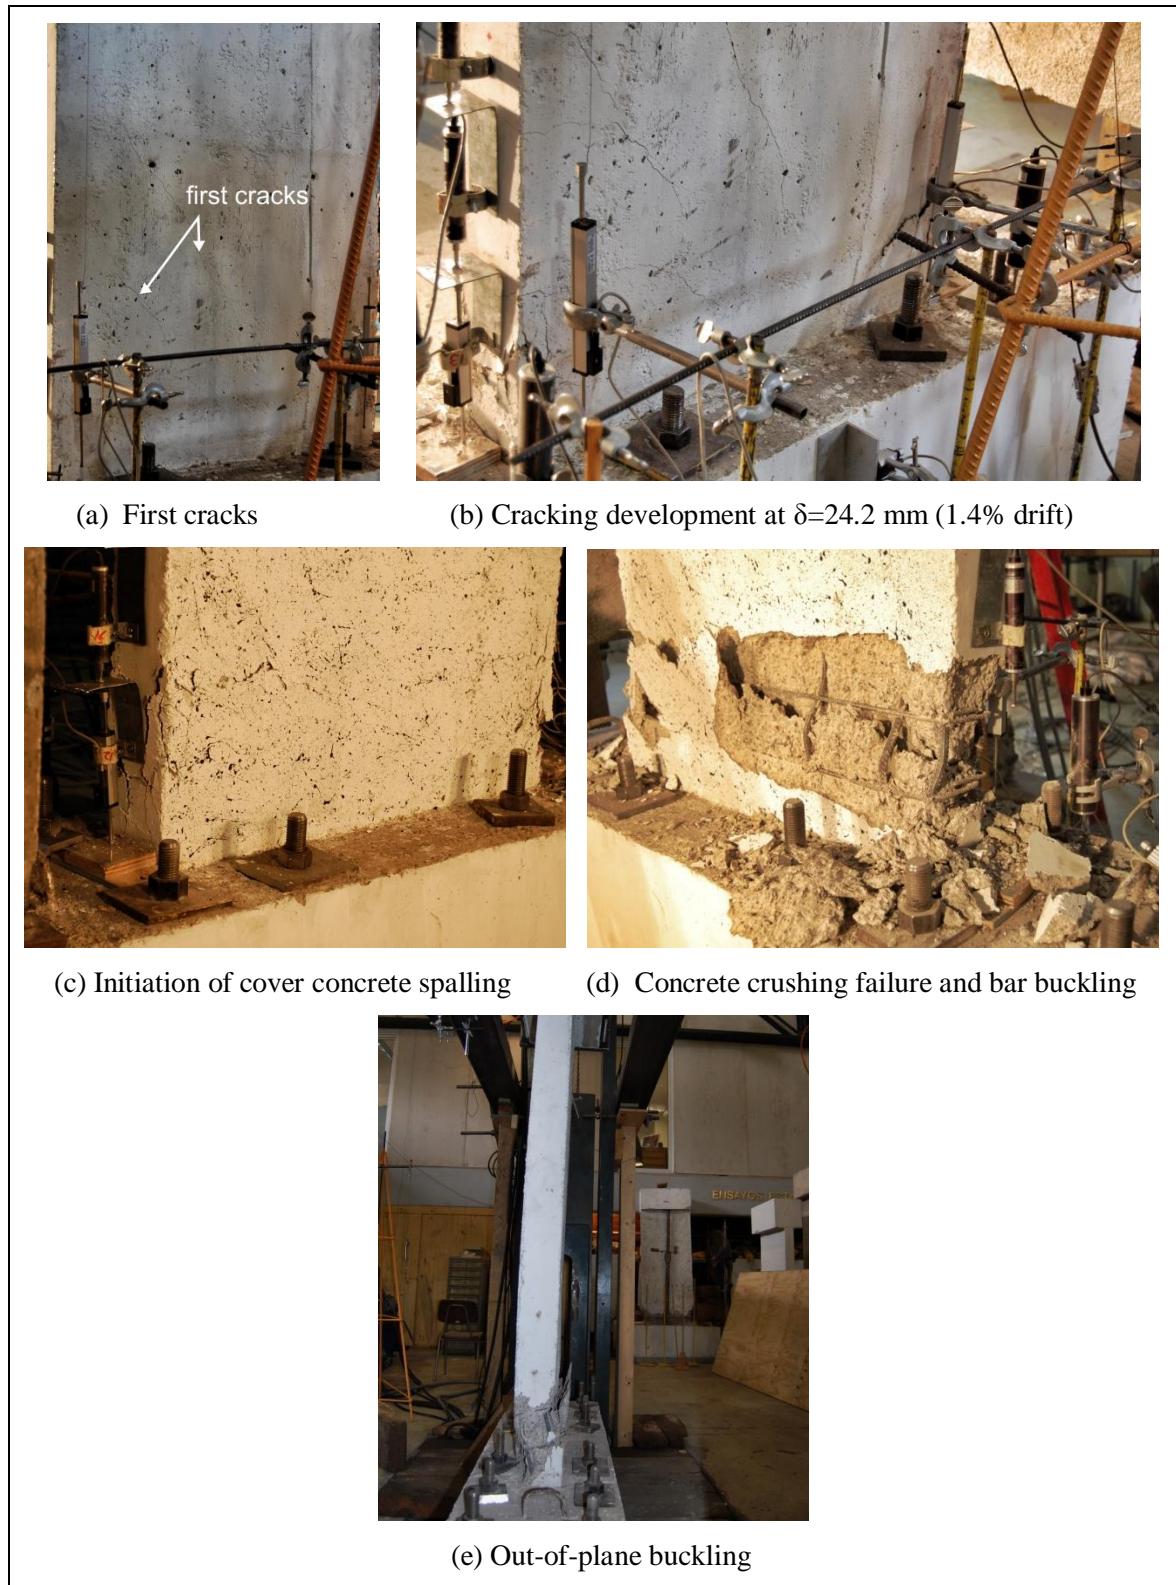 first cracks
(a) First cracks
(b) Cracking development at δ=24.2 mm (1.4% drift)
(c) Initiation of cover concrete spalling
(d) Concrete crushing failure and bar buckling
ENSAYOS
(e) Out-of-plane buckling